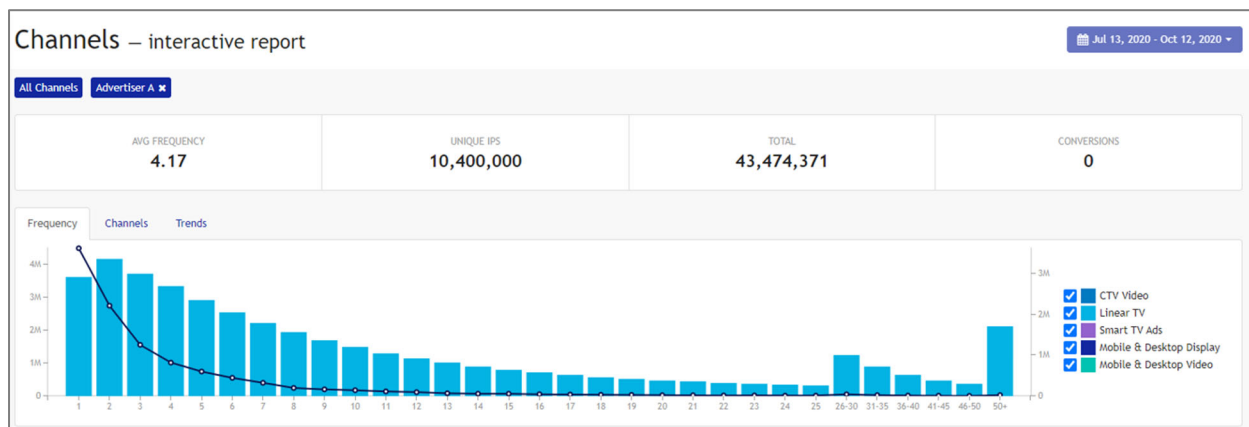 Channels – interactive report
Jul 13, 2020 - Oct 12, 2020
All Channels Advertiser A ✖
AVG FREQUENCY
4.17
UNIQUE IPS
10,400,000
TOTAL
43,474,371
CONVERSIONS
0
Frequency Channels Trends
4M
3M
2M
1M
0
3M
2M
1M
0
1 2 3 4 5 6 7 8 9 10 11 12 13 14 15 16 17 18 19 20 21 22 23 24 25 26-30 31-35 36-40 41-45 46-50 50+
CTV Video
Linear TV
Smart TV Ads
Mobile & Desktop Display
Mobile & Desktop Video